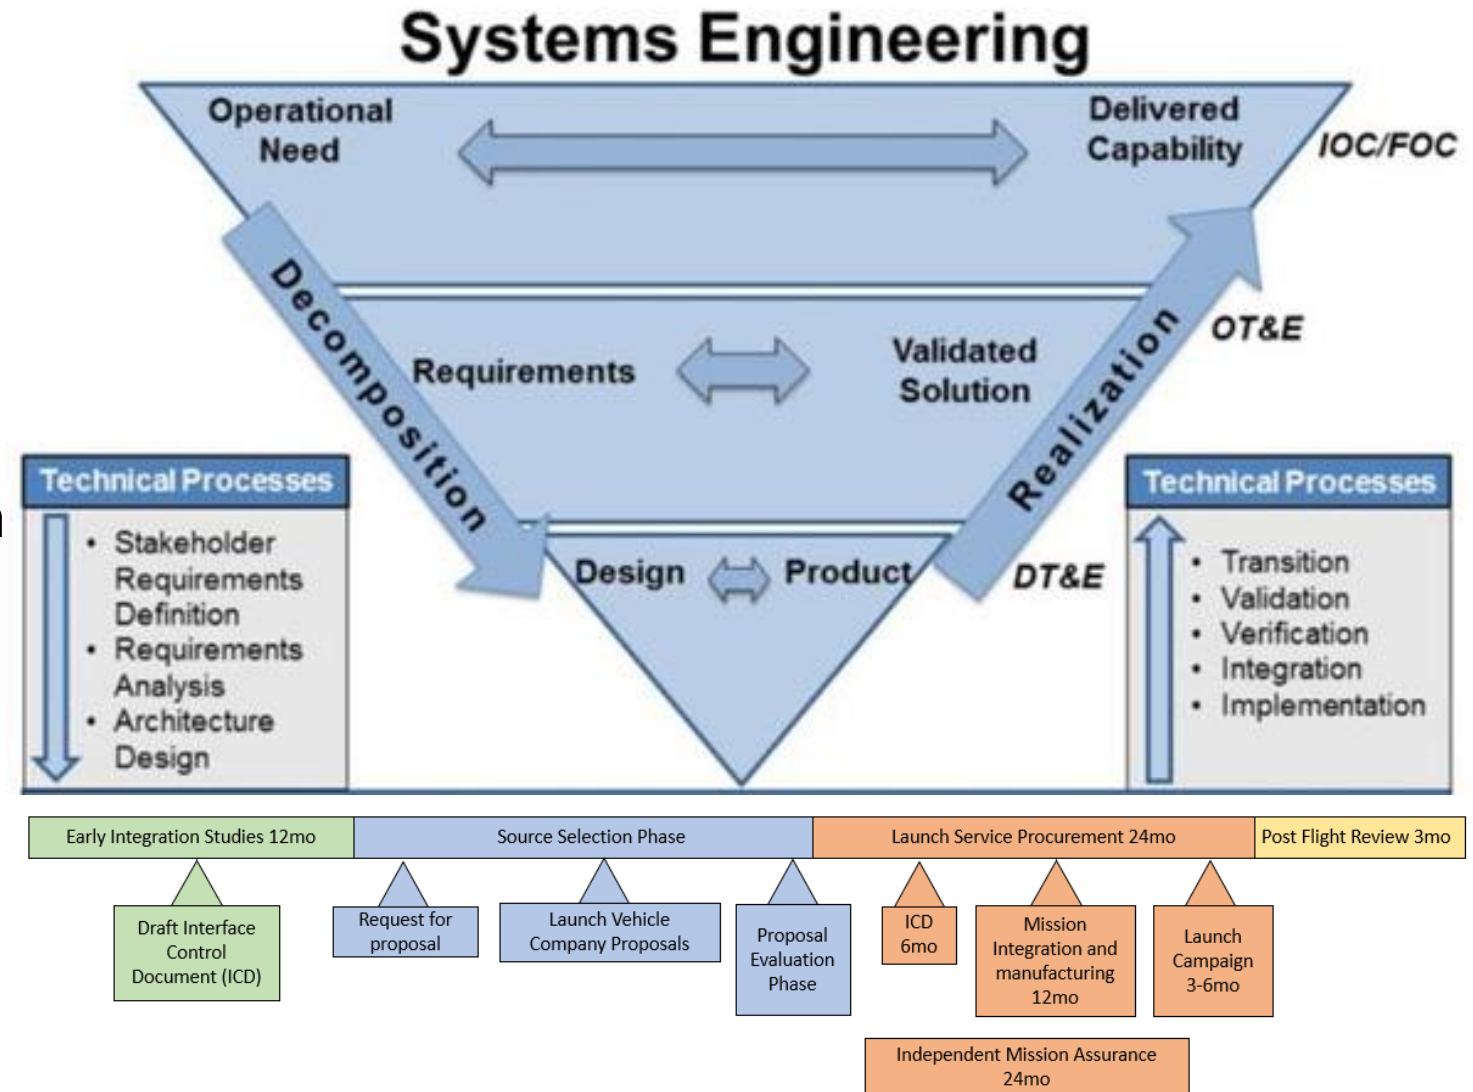 Systems Engineering
Operational
Need
Delivered
Capability
IOC/FOC
Decomposition
Requirements
Validated
Solution
Realization
OT&E
Design
Product
DT&E
Technical Processes
• Stakeholder
Requirements
Definition
• Requirements
Analysis
• Architecture
Design
Technical Processes
• Transition
• Validation
• Verification
• Integration
• Implementation
Early Integration Studies 12mo
Source Selection Phase
Launch Service Procurement 24mo
Post Flight Review 3mo
Draft Interface
Control
Document (ICD)
Request for
proposal
Launch Vehicle
Company Proposals
Proposal
Evaluation
Phase
ICD
6mo
Mission
Integration and
manufacturing
12mo
Launch
Campaign
3-6mo
Independent Mission Assurance
24mo